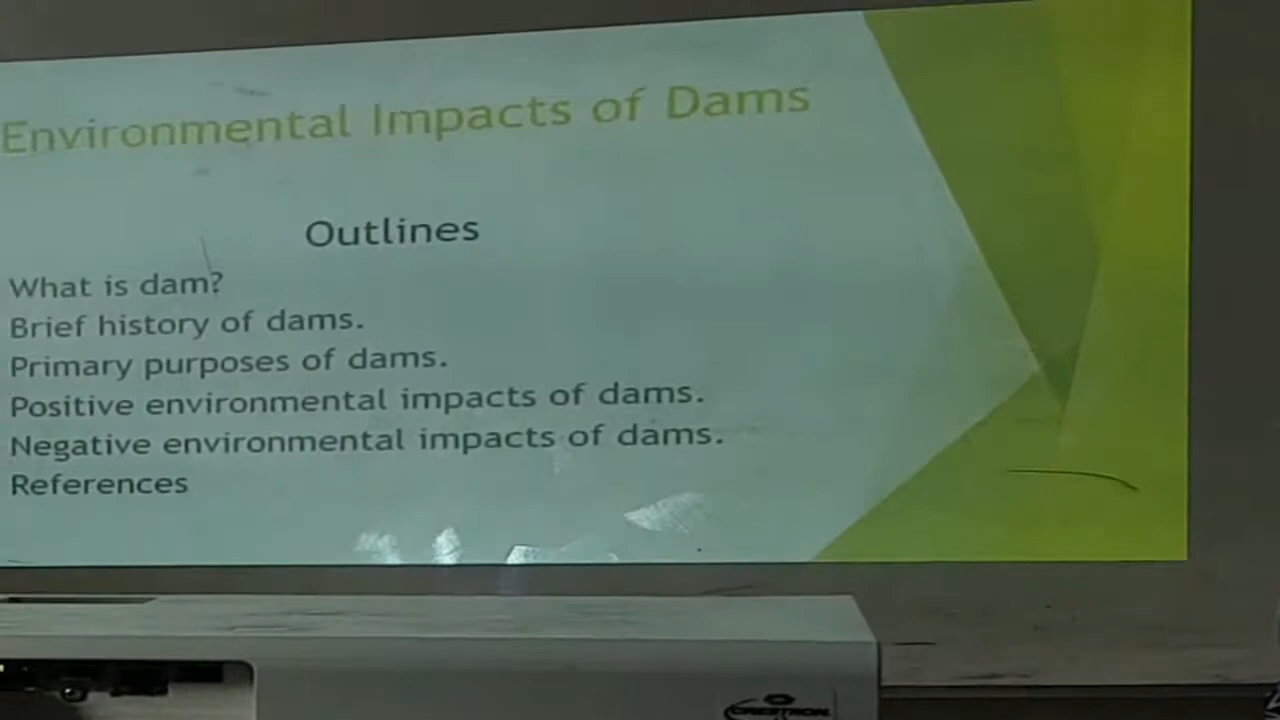 Environmental Impacts of Dams
Outlines
What is dam?
Brief history of dams.
Primary purposes of dams.
Positive environmental impacts of dams.
Negative environmental impacts of dams.
References
CRESTRON